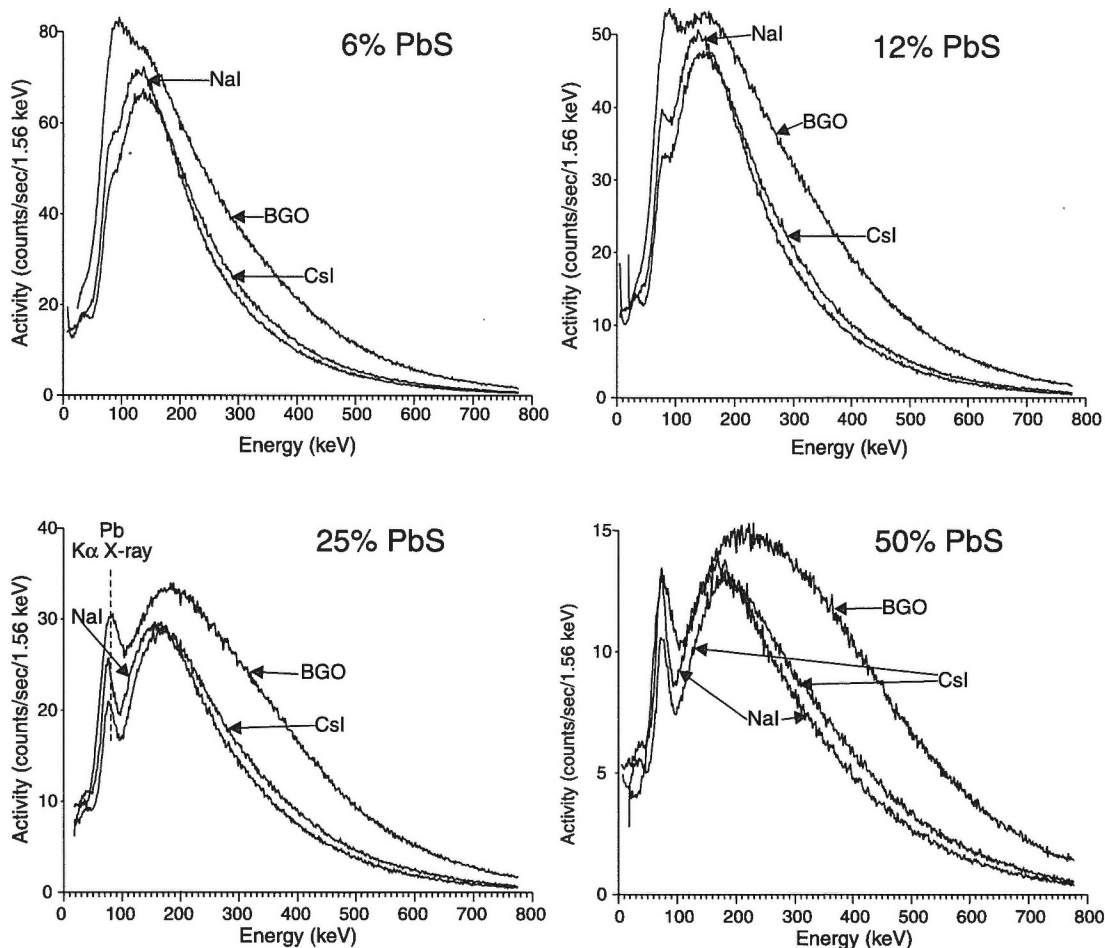 6% PbS
Activity (counts/sec/1.56 keV)
80
60
40
20
0
NaI
BGO
CsI
0 100 200 300 400 500 600 700 800
Energy (keV)
12% PbS
Activity (counts/sec/1.56 keV)
50
40
30
20
10
0
NaI
BGO
CsI
0 100 200 300 400 500 600 700 800
Energy (keV)
25% PbS
Activity (counts/sec/1.56 keV)
40
30
20
10
0
Pb
Kα X-ray
NaI
BGO
CsI
0 100 200 300 400 500 600 700 800
Energy (keV)
50% PbS
Activity (counts/sec/1.56 keV)
15
10
5
0
BGO
CsI
NaI
0 100 200 300 400 500 600 700 800
Energy (keV)